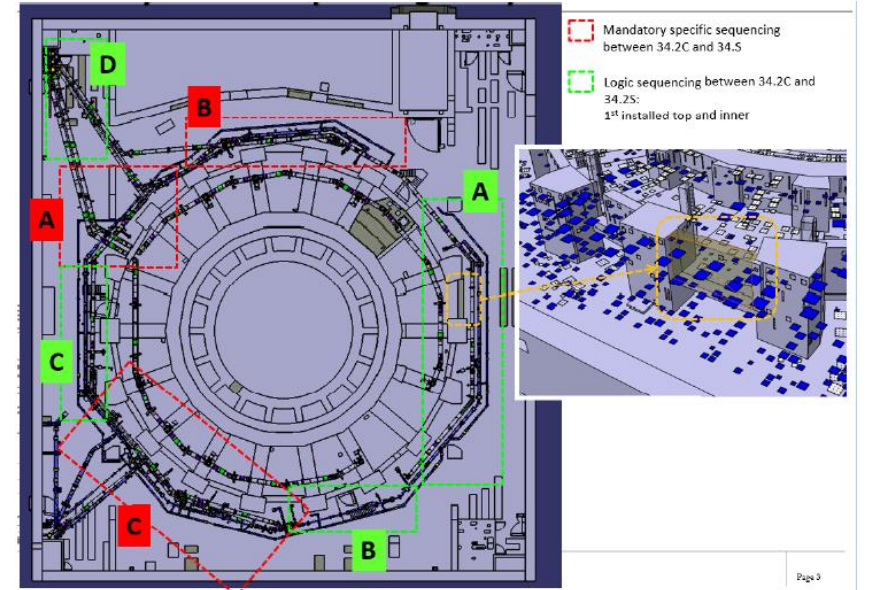 Mandatory specific sequencing
between 34.2C and 34.S
Logic sequencing between 34.2C and
34.2S:
1st installed top and inner
D
B
A
A
C
C
B
Page 3